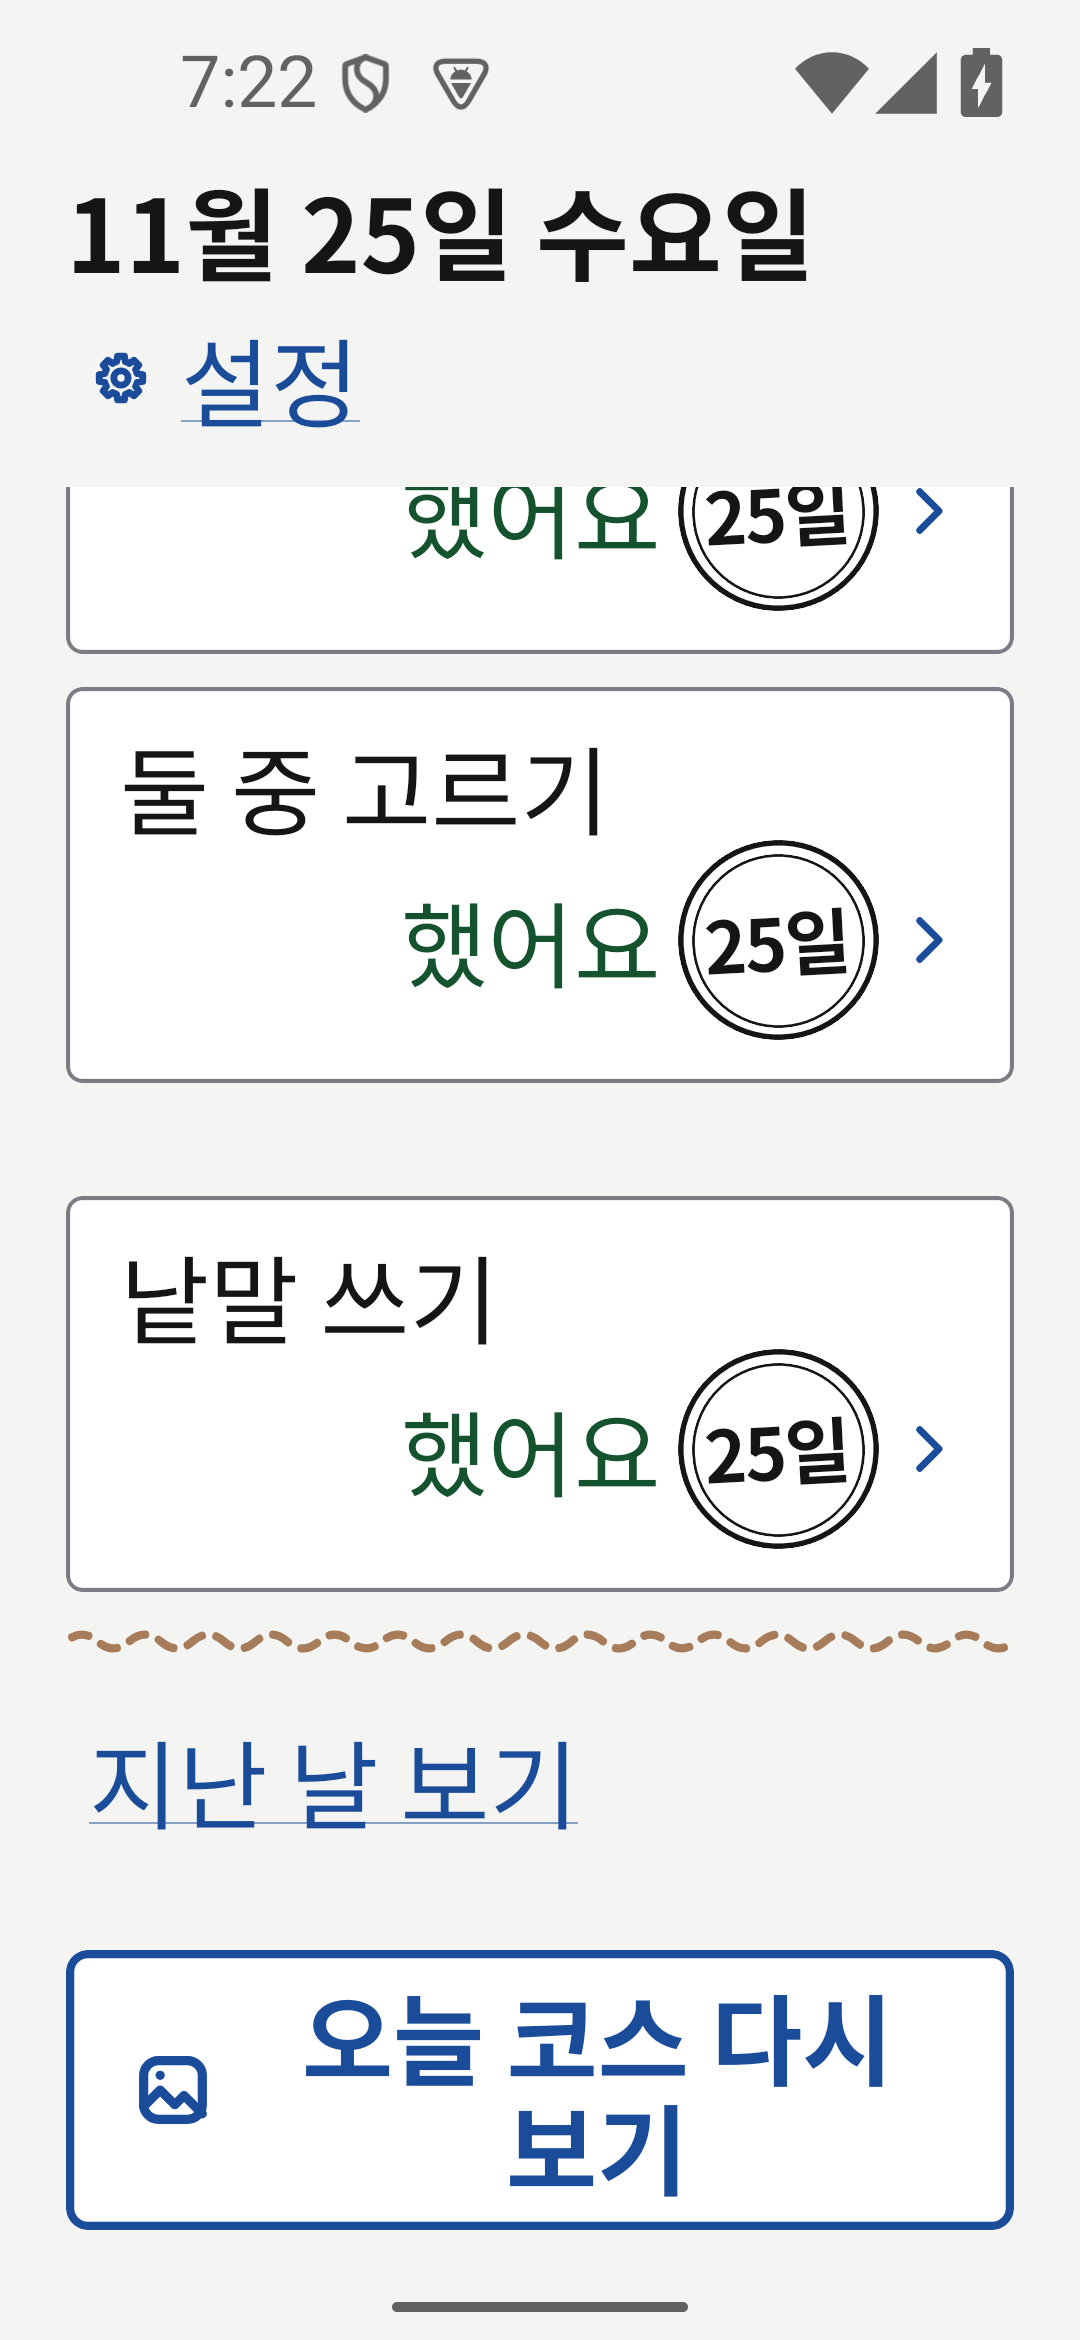 7:22
11월 25일 수요일
설정
했어요 25일
둘 중 고르기
했어요 25일
낱말 쓰기
했어요 25일
지난 날 보기
오늘 코스 다시
보기